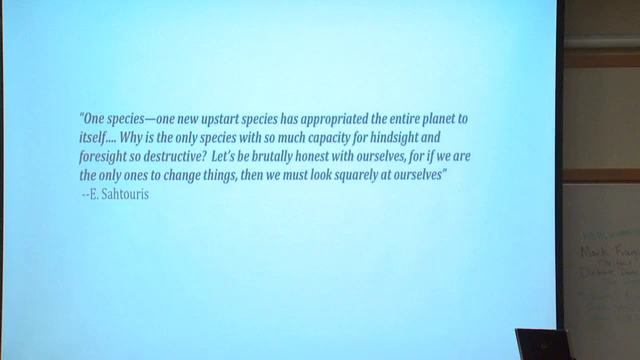 "One species—one new upstart species has appropriated the entire planet to
itself.... Why is the only species with so much capacity for hindsight and
foresight so destructive? Let's be brutally honest with ourselves, for if we are
the only ones to change things, then we must look squarely at ourselves"
--E. Sahtouris
Mark